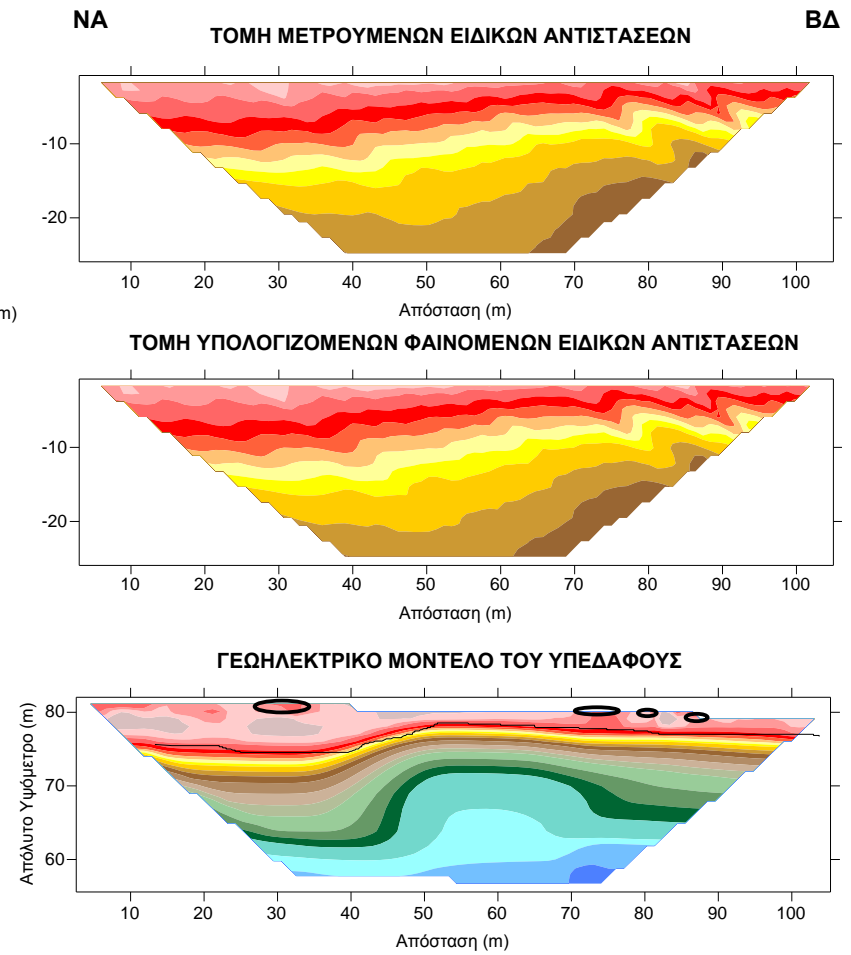 ΝΑ ΒΔ
ΤΟΜΗ ΜΕΤΡΟΥΜΕΝΩΝ ΕΙΔΙΚΩΝ ΑΝΤΙΣΤΑΣΕΩΝ
-10
-20
10 20 30 40 50 60 70 80 90 100
Απόσταση (m)
m)
ΤΟΜΗ ΥΠΟΛΟΓΙΖΟΜΕΝΩΝ ΦΑΙΝΟΜΕΝΩΝ ΕΙΔΙΚΩΝ ΑΝΤΙΣΤΑΣΕΩΝ
-10
-20
10 20 30 40 50 60 70 80 90 100
Απόσταση (m)
ΓΕΩΗΛΕΚΤΡΙΚΟ ΜΟΝΤΕΛΟ ΤΟΥ ΥΠΕΔΑΦΟΥΣ
Απόλυτο Υψόμετρο (m)
80
70
60
10 20 30 40 50 60 70 80 90 100
Απόσταση (m)